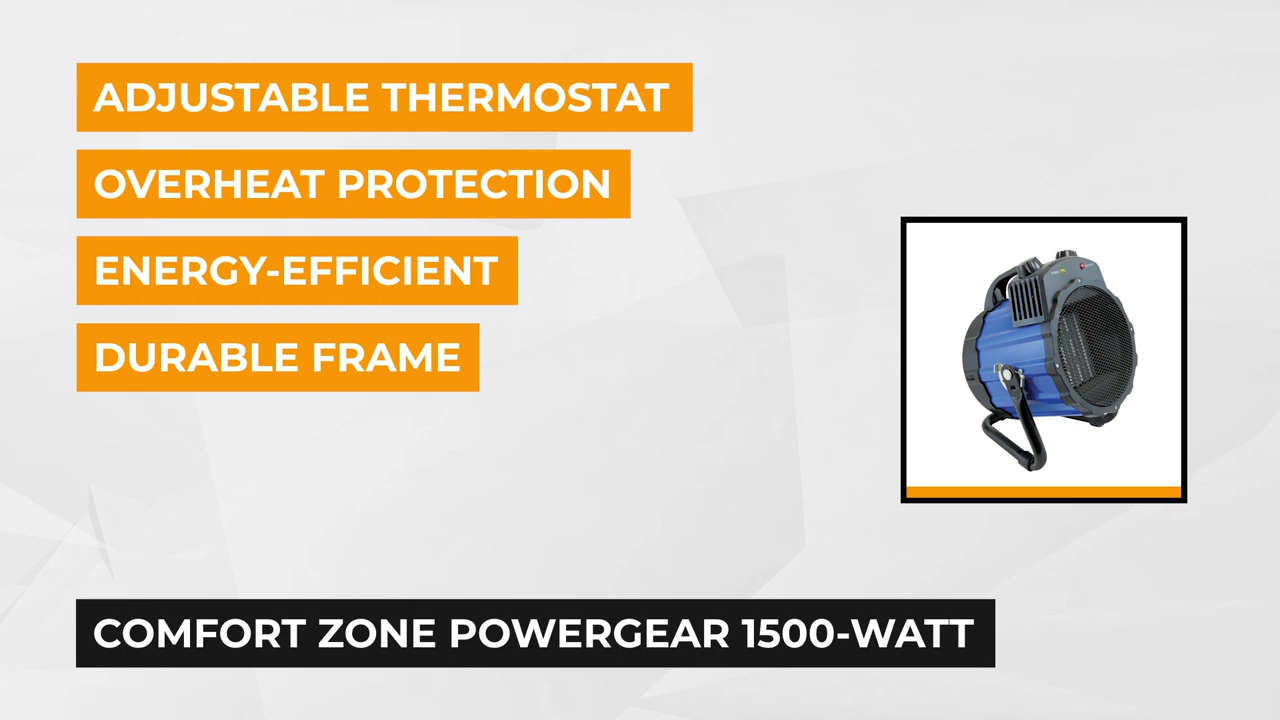 ADJUSTABLE THERMOSTAT
OVERHEAT PROTECTION
ENERGY-EFFICIENT
DURABLE FRAME
COMFORT ZONE POWERGEAR 1500-WATT